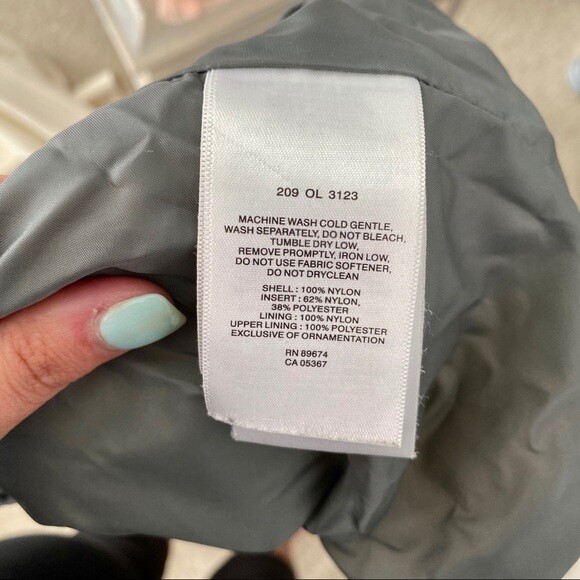 209 OL 3123
MACHINE WASH COLD GENTLE,
WASH SEPARATELY, DO NOT BLEACH,
TUMBLE DRY LOW,
REMOVE PROMPTLY, IRON LOW,
DO NOT USE FABRIC SOFTENER,
DO NOT DRYCLEAN
SHELL : 100% NYLON
INSERT : 62% NYLON,
38% POLYESTER
LINING : 100% NYLON
UPPER LINING : 100% POLYESTER
EXCLUSIVE OF ORNAMENTATION
RN 89674
CA 05367